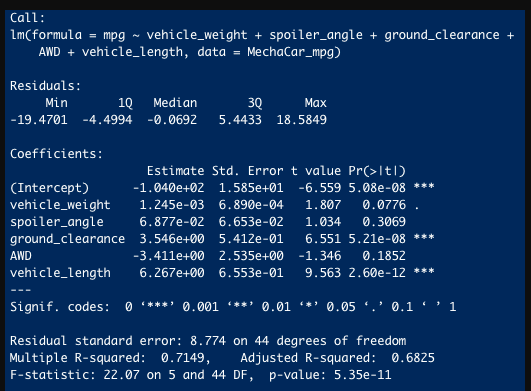 Call:
lm(formula = mpg ~ vehicle_weight + spoiler_angle + ground_clearance +
    AWD + vehicle_length, data = MechaCar_mpg)

Residuals:
     Min       1Q   Median       3Q      Max
-19.4701  -4.4994  -0.0692   5.4433  18.5849

Coefficients:
                   Estimate Std. Error t value Pr(>|t|)
(Intercept)      -1.040e+02  1.585e+01  -6.559 5.08e-08 ***
vehicle_weight    1.245e-03  6.890e-04   1.807   0.0776 .
spoiler_angle     6.877e-02  6.653e-02   1.034   0.3069
ground_clearance  3.546e+00  5.412e-01   6.551 5.21e-08 ***
AWD              -3.411e+00  2.535e+00  -1.346   0.1852
vehicle_length    6.267e+00  6.553e-01   9.563 2.60e-12 ***
---
Signif. codes:  0 ‘***’ 0.001 ‘**’ 0.01 ‘*’ 0.05 ‘.’ 0.1 ‘ ’ 1

Residual standard error: 8.774 on 44 degrees of freedom
Multiple R-squared:  0.7149,	Adjusted R-squared:  0.6825
F-statistic: 22.07 on 5 and 44 DF,  p-value: 5.35e-11